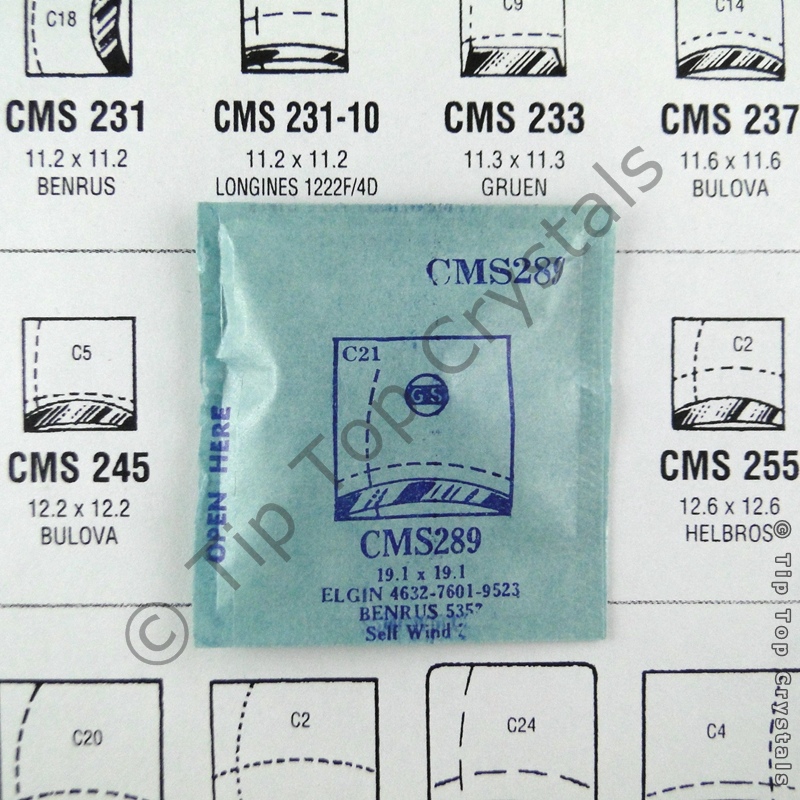 C18
C9
C14
CMS 231
11.2 x 11.2
BENRUS
CMS 231-10
11.2 x 11.2
LONGINES 1222F/4D
CMS 233
11.3 x 11.3
GRUEN
CMS 237
11.6 x 11.6
BULOVA
CMS289
C21
GS
OPEN HERE
CMS289
19.1 x 19.1
ELGIN 4632-7601-9523
BENRUS 5357
Self Wind
C5
CMS 245
12.2 x 12.2
BULOVA
C2
CMS 255
12.6 x 12.6
HELBROS
C20
C2
C24
C4
© Tip Top Crystals
© Tip Top Crystals